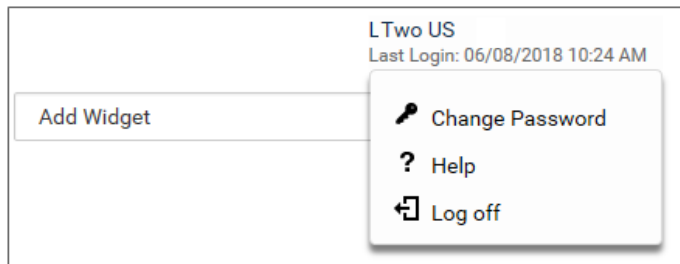 LTwo US
Last Login: 06/08/2018 10:24 AM
Add Widget
Change Password
? Help
Log off